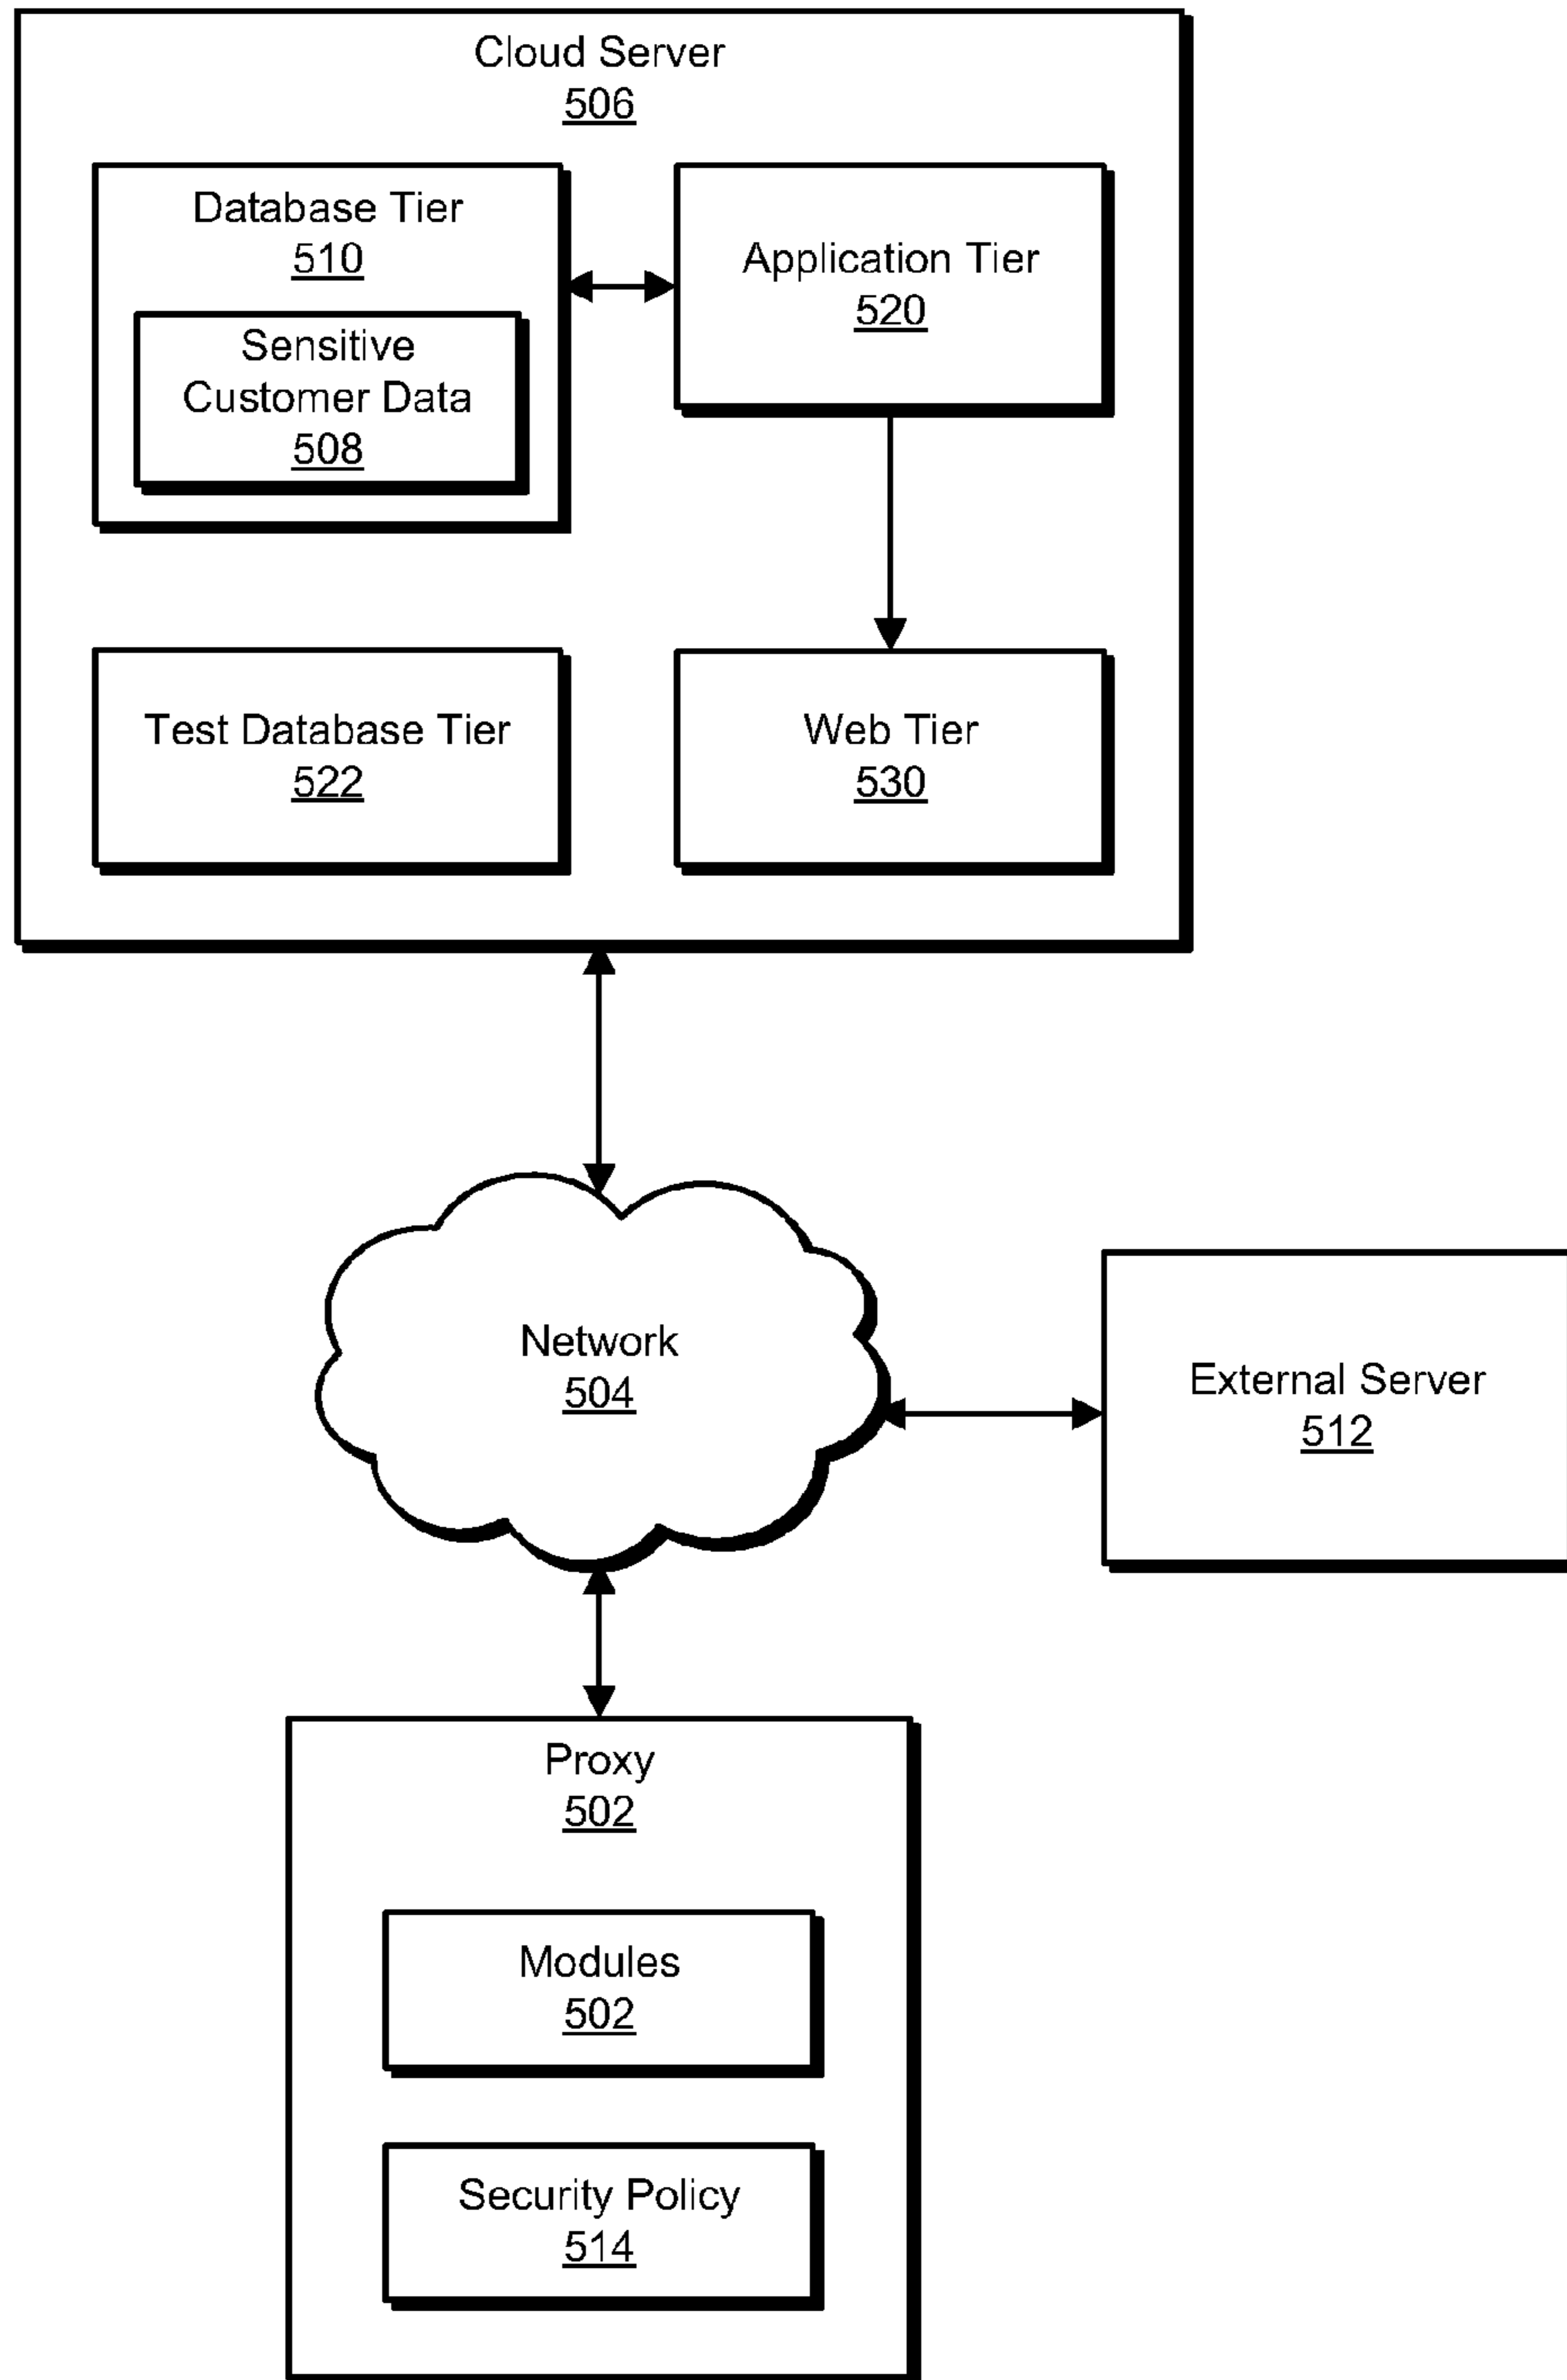 Cloud Server
506
Database Tier
510
Sensitive
Customer Data
508
Application Tier
520
Test Database Tier
522
Web Tier
530
Network
504
External Server
512
Proxy
502
Modules
502
Security Policy
514